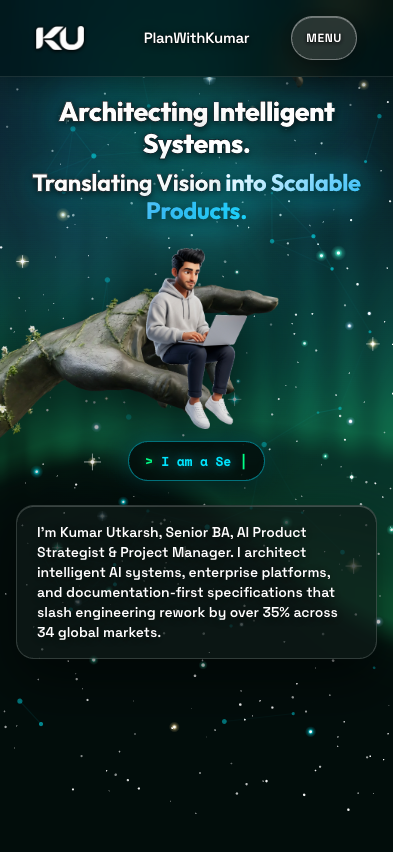 KU
PlanWithKumar
MENU
Architecting Intelligent
Systems.
Translating Vision into Scalable
Products.
> I am a Se
I'm Kumar Utkarsh, Senior BA, AI Product
Strategist & Project Manager. I architect
intelligent AI systems, enterprise platforms,
and documentation-first specifications that
slash engineering rework by over 35% across
34 global markets.